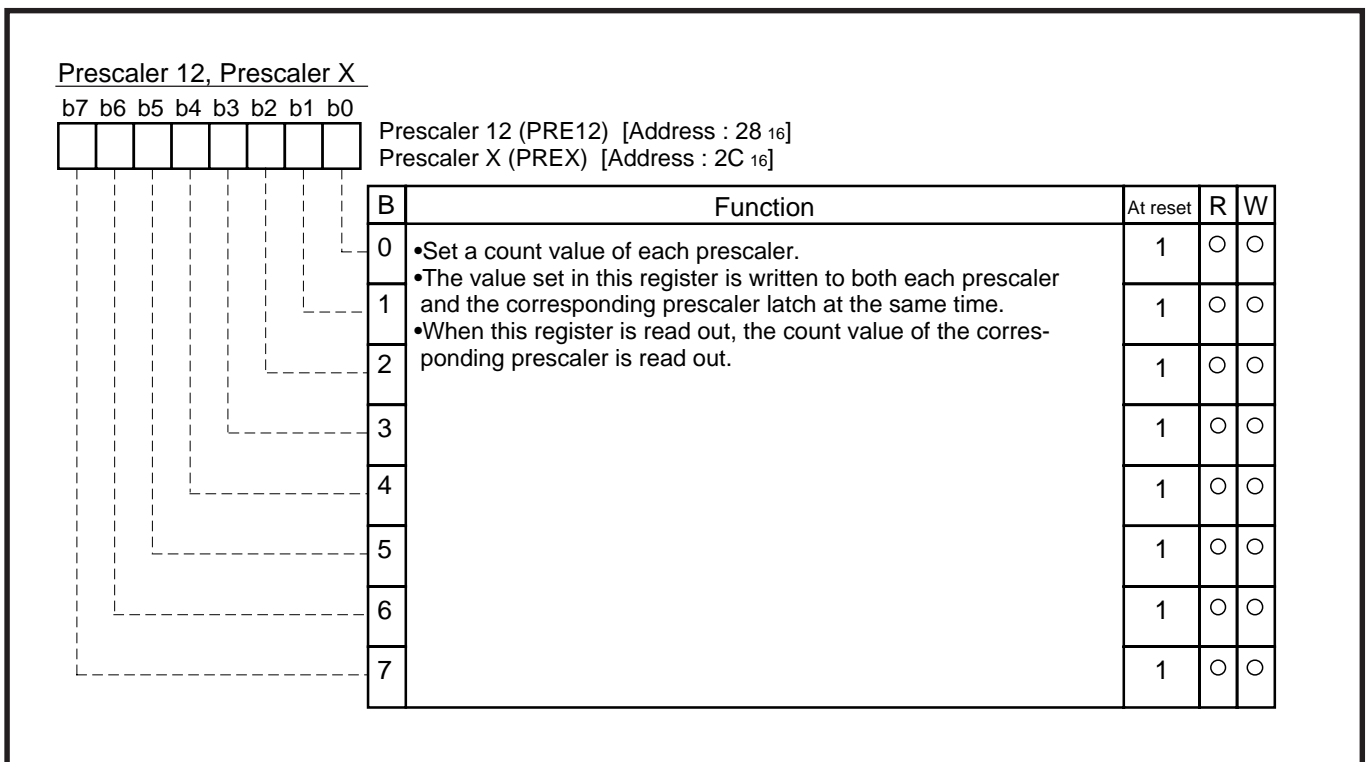 Prescaler 12, Prescaler X
b7 b6 b5 b4 b3 b2 b1 b0
Prescaler 12 (PRE12) [Address : 28 16]
Prescaler X (PREX) [Address : 2C 16]
B Function At reset R W
0 •Set a count value of each prescaler. 1 ○ ○
•The value set in this register is written to both each prescaler
1 and the corresponding prescaler latch at the same time. 1 ○ ○
•When this register is read out, the count value of the corres-
2 ponding prescaler is read out. 1 ○ ○
3 1 ○ ○
4 1 ○ ○
5 1 ○ ○
6 1 ○ ○
7 1 ○ ○